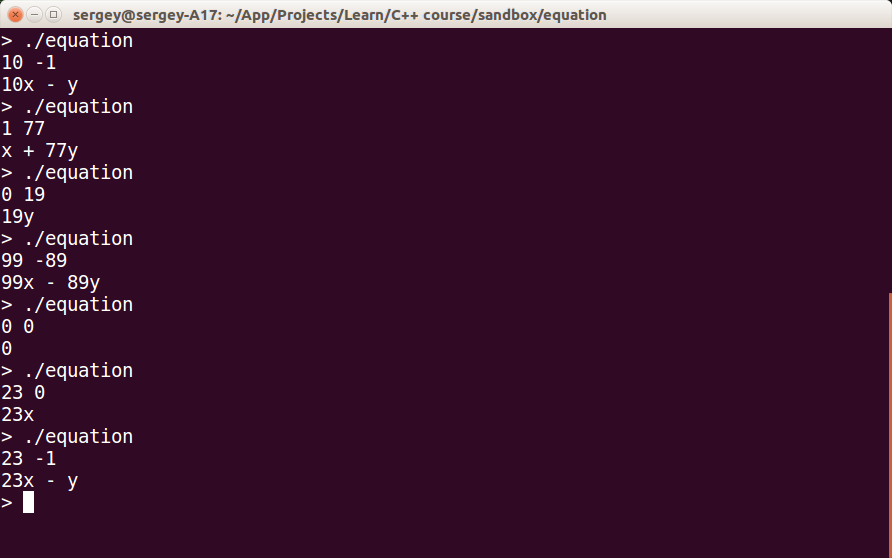 sergey@sergey-A17: ~/App/Projects/Learn/C++ course/sandbox/equation
> ./equation
10 -1
10x - y
> ./equation
1 77
x + 77y
> ./equation
0 19
19y
> ./equation
99 -89
99x - 89y
> ./equation
0 0
0
> ./equation
23 0
23x
> ./equation
23 -1
23x - y
>